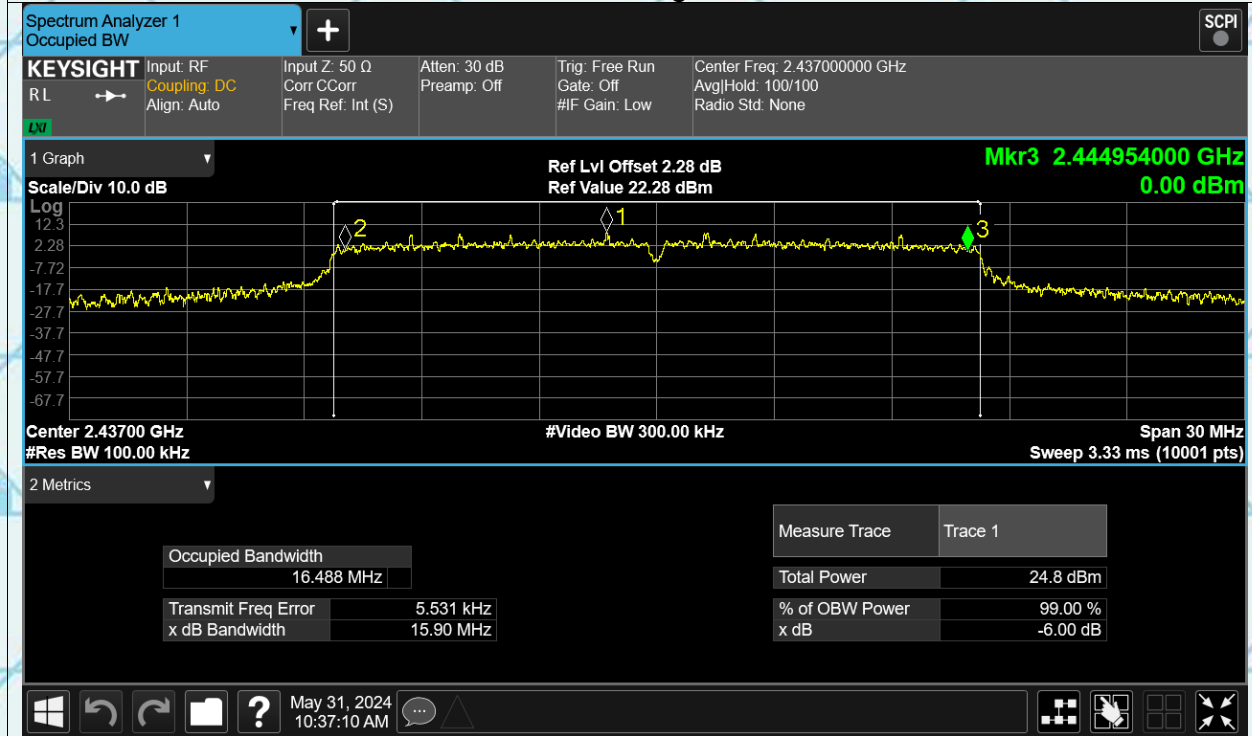 Spectrum Analyzer 1
Occupied BW
+
SCPI
KEYSIGHT
RL
LXI
Input: RF
Coupling: DC
Align: Auto
Input Z: 50 Ω
Corr CCorr
Freq Ref: Int (S)
Atten: 30 dB
Preamp: Off
Trig: Free Run
Gate: Off
#IF Gain: Low
Center Freq: 2.437000000 GHz
Avg|Hold: 100/100
Radio Std: None
1 Graph
Scale/Div 10.0 dB
Ref Lvl Offset 2.28 dB
Ref Value 22.28 dBm
Mkr3 2.444954000 GHz
0.00 dBm
Log
12.3
2.28
-7.72
-17.7
-27.7
-37.7
-47.7
-57.7
-67.7
2
1
3
Center 2.43700 GHz
#Video BW 300.00 kHz
Span 30 MHz
#Res BW 100.00 kHz
Sweep 3.33 ms (10001 pts)
2 Metrics
Occupied Bandwidth
16.488 MHz
Transmit Freq Error 5.531 kHz
x dB Bandwidth 15.90 MHz
Measure Trace Trace 1
Total Power 24.8 dBm
% of OBW Power 99.00 %
x dB -6.00 dB
?
May 31, 2024
10:37:10 AM